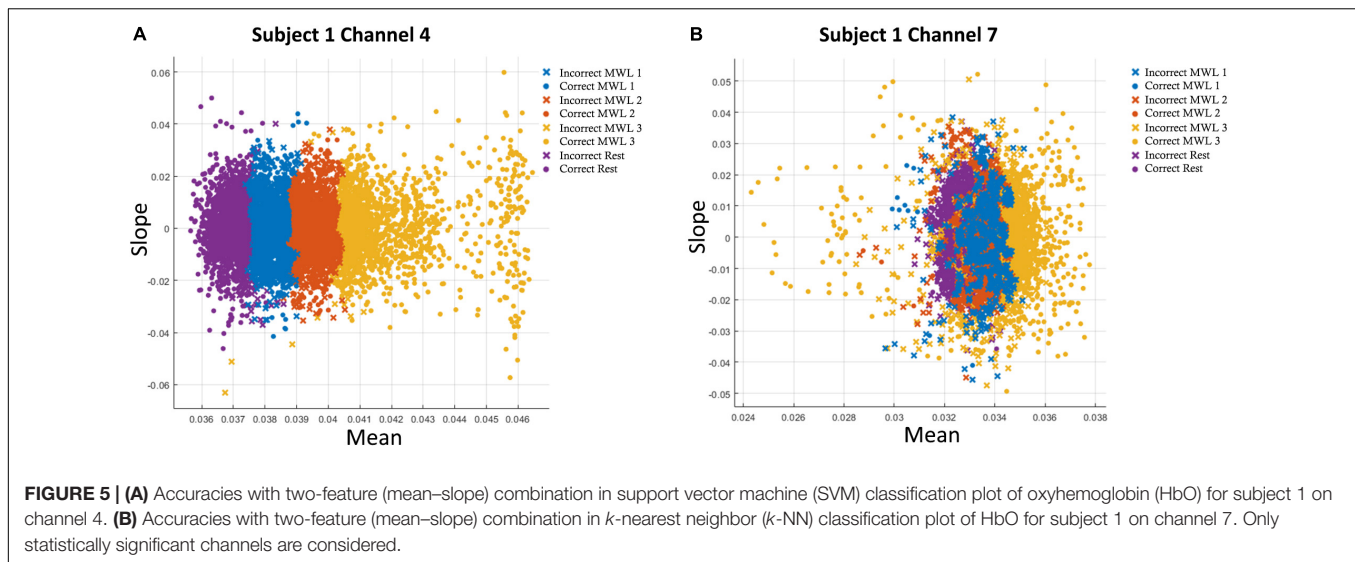 A
Subject 1 Channel 4
0.06
0.04
0.02
0
-0.02
-0.04
-0.06
Slope
0.036 0.037 0.038 0.039 0.04 0.041 0.042 0.043 0.044 0.045 0.046
Mean
Incorrect MWL 1
Correct MWL 1
Incorrect MWL 2
Correct MWL 2
Incorrect MWL 3
Correct MWL 3
Incorrect Rest
Correct Rest
B
Subject 1 Channel 7
0.05
0.04
0.03
0.02
0.01
0
-0.01
-0.02
-0.03
-0.04
-0.05
Slope
0.024 0.026 0.028 0.03 0.032 0.034 0.036 0.038
Mean
Incorrect MWL 1
Correct MWL 1
Incorrect MWL 2
Correct MWL 2
Incorrect MWL 3
Correct MWL 3
Incorrect Rest
Correct Rest
FIGURE 5 | (A) Accuracies with two-feature (mean–slope) combination in support vector machine (SVM) classification plot of oxyhemoglobin (HbO) for subject 1 on
channel 4. (B) Accuracies with two-feature (mean–slope) combination in k-nearest neighbor (k-NN) classification plot of HbO for subject 1 on channel 7. Only
statistically significant channels are considered.